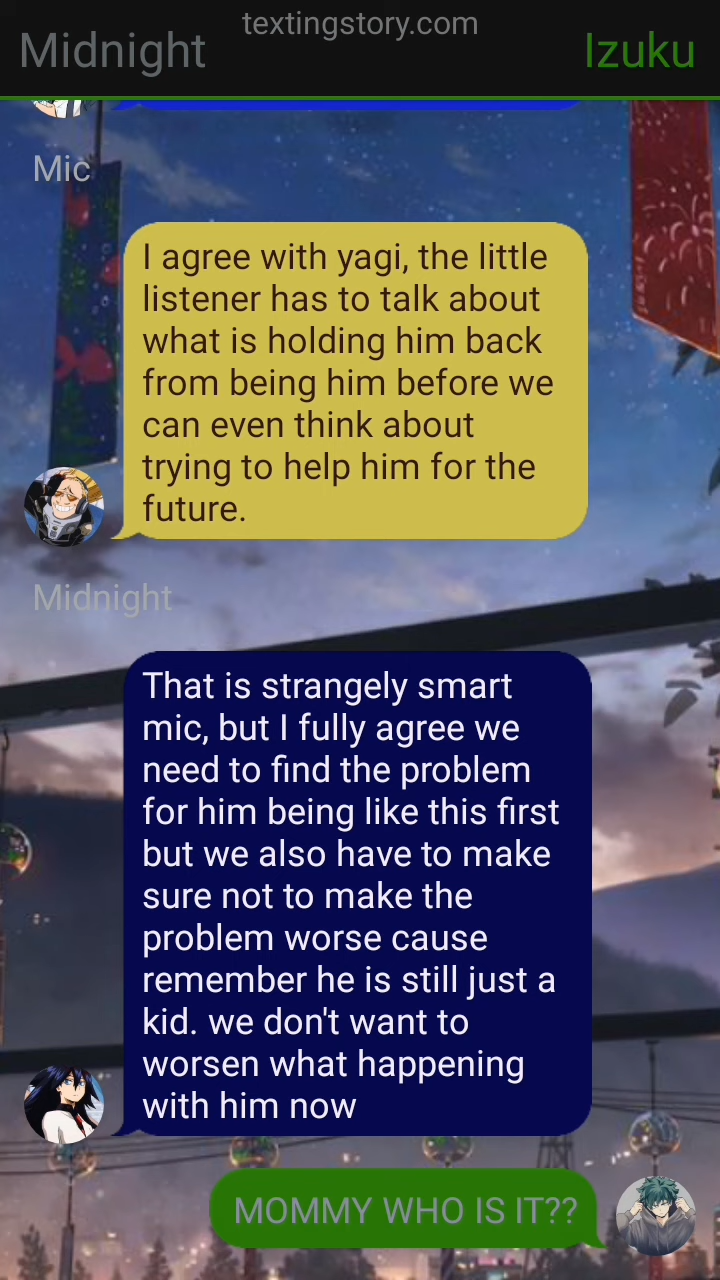 textingstory.com
Midnight
Izuku
Mic
I agree with yagi, the little
listener has to talk about
what is holding him back
from being him before we
can even think about
trying to help him for the
future.
Midnight
That is strangely smart
mic, but I fully agree we
need to find the problem
for him being like this first
but we also have to make
sure not to make the
problem worse cause
remember he is still just a
kid. we don't want to
worsen what happening
with him now
MOMMY WHO IS IT??